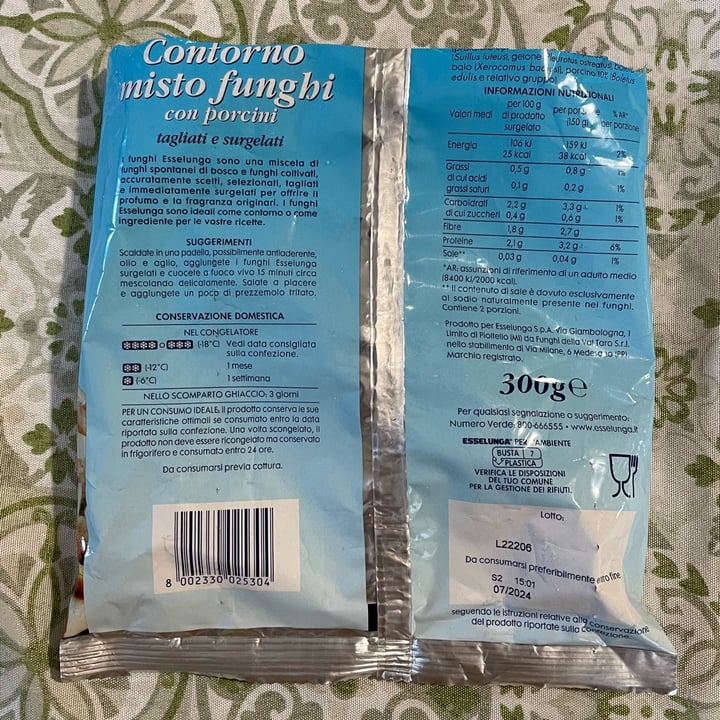 Contorno
misto funghi
con porcini
tagliati e surgelati
I funghi Esselunga sono una miscela di
funghi spontanei di bosco e funghi coltivati,
accuratamente scelti, selezionati, tagliati
e immediatamente surgelati per offrire il
profumo e la fragranza originari. I funghi
Esselunga sono ideali come contorno o come
ingrediente per le vostre ricette.
SUGGERIMENTI
Scaldate in una padella, possibilmente antiaderente,
olio e aglio, aggiungete i funghi Esselunga
surgelati e cuocete a fuoco vivo 15 minuti circa
mescolando delicatamente. Salate a piacere
e aggiungete un poco di prezzemolo tritato.
CONSERVAZIONE DOMESTICA
NEL CONGELATORE
o (-18°C) Vedi data consigliata
sulla confezione.
(-12°C) 1 mese
(-6°C) 1 settimana
NELLO SCOMPARTO GHIACCIO: 3 giorni
PER UN CONSUMO IDEALE, il prodotto conserva le sue
caratteristiche ottimali se consumato entro la data
riportata sulla confezione. Una volta scongelato, il
prodotto non deve essere ricongelato ma conservato
in frigorifero e consumato entro 24 ore.
Da consumarsi previa cottura.
8 002330 025304
(Suillus luteus), gelone (Pleurotus ostreatus), boleto
baio (Xerocomus badius), porcino 10% (Boletus
edulis e relativo gruppo).
INFORMAZIONI NUTRIZIONALI
Valori medi per 100 g di prodotto surgelato per porzione (150 g) % AR* per porzione
Energia 106 kJ 159 kJ
25 kcal 38 kcal 2%
Grassi 0,5 g 0,8 g 1%
di cui acidi
grassi saturi 0,1 g 0,2 g 1%
Carboidrati 2,2 g 3,3 g 1%
di cui zuccheri 0,4 g 0,6 g 1%
Fibre 1,8 g 2,7 g
Proteine 2,1 g 3,2 g 6%
Sale** 0,03 g 0,04 g 1%
*AR: assunzioni di riferimento di un adulto medio
(8400 kJ/2000 kcal).
** Il contenuto di sale è dovuto esclusivamente
al sodio naturalmente presente nei funghi.
Contiene 2 porzioni.
Prodotto per Esselunga S.p.A. Via Giambologna, 1
Limito di Pioltello (MI) da Funghi della Val Taro S.r.l.
nello stabilimento di Via Milano, 6 Medesano (PR)
Marchio registrato.
300g e
Per qualsiasi segnalazione o suggerimento:
Numero Verde 800-666555 • www.esselunga.it
ESSELUNGA® PER L'AMBIENTE
BUSTA 7
PLASTICA
VERIFICA LE DISPOSIZIONI
DEL TUO COMUNE
PER LA GESTIONE DEI RIFIUTI.
LOTTO:
L22206
Da consumarsi preferibilmente entro fine
S2 15:01
07/2024
seguendo le istruzioni relative alla conservazione
del prodotto riportate sulla confezione.